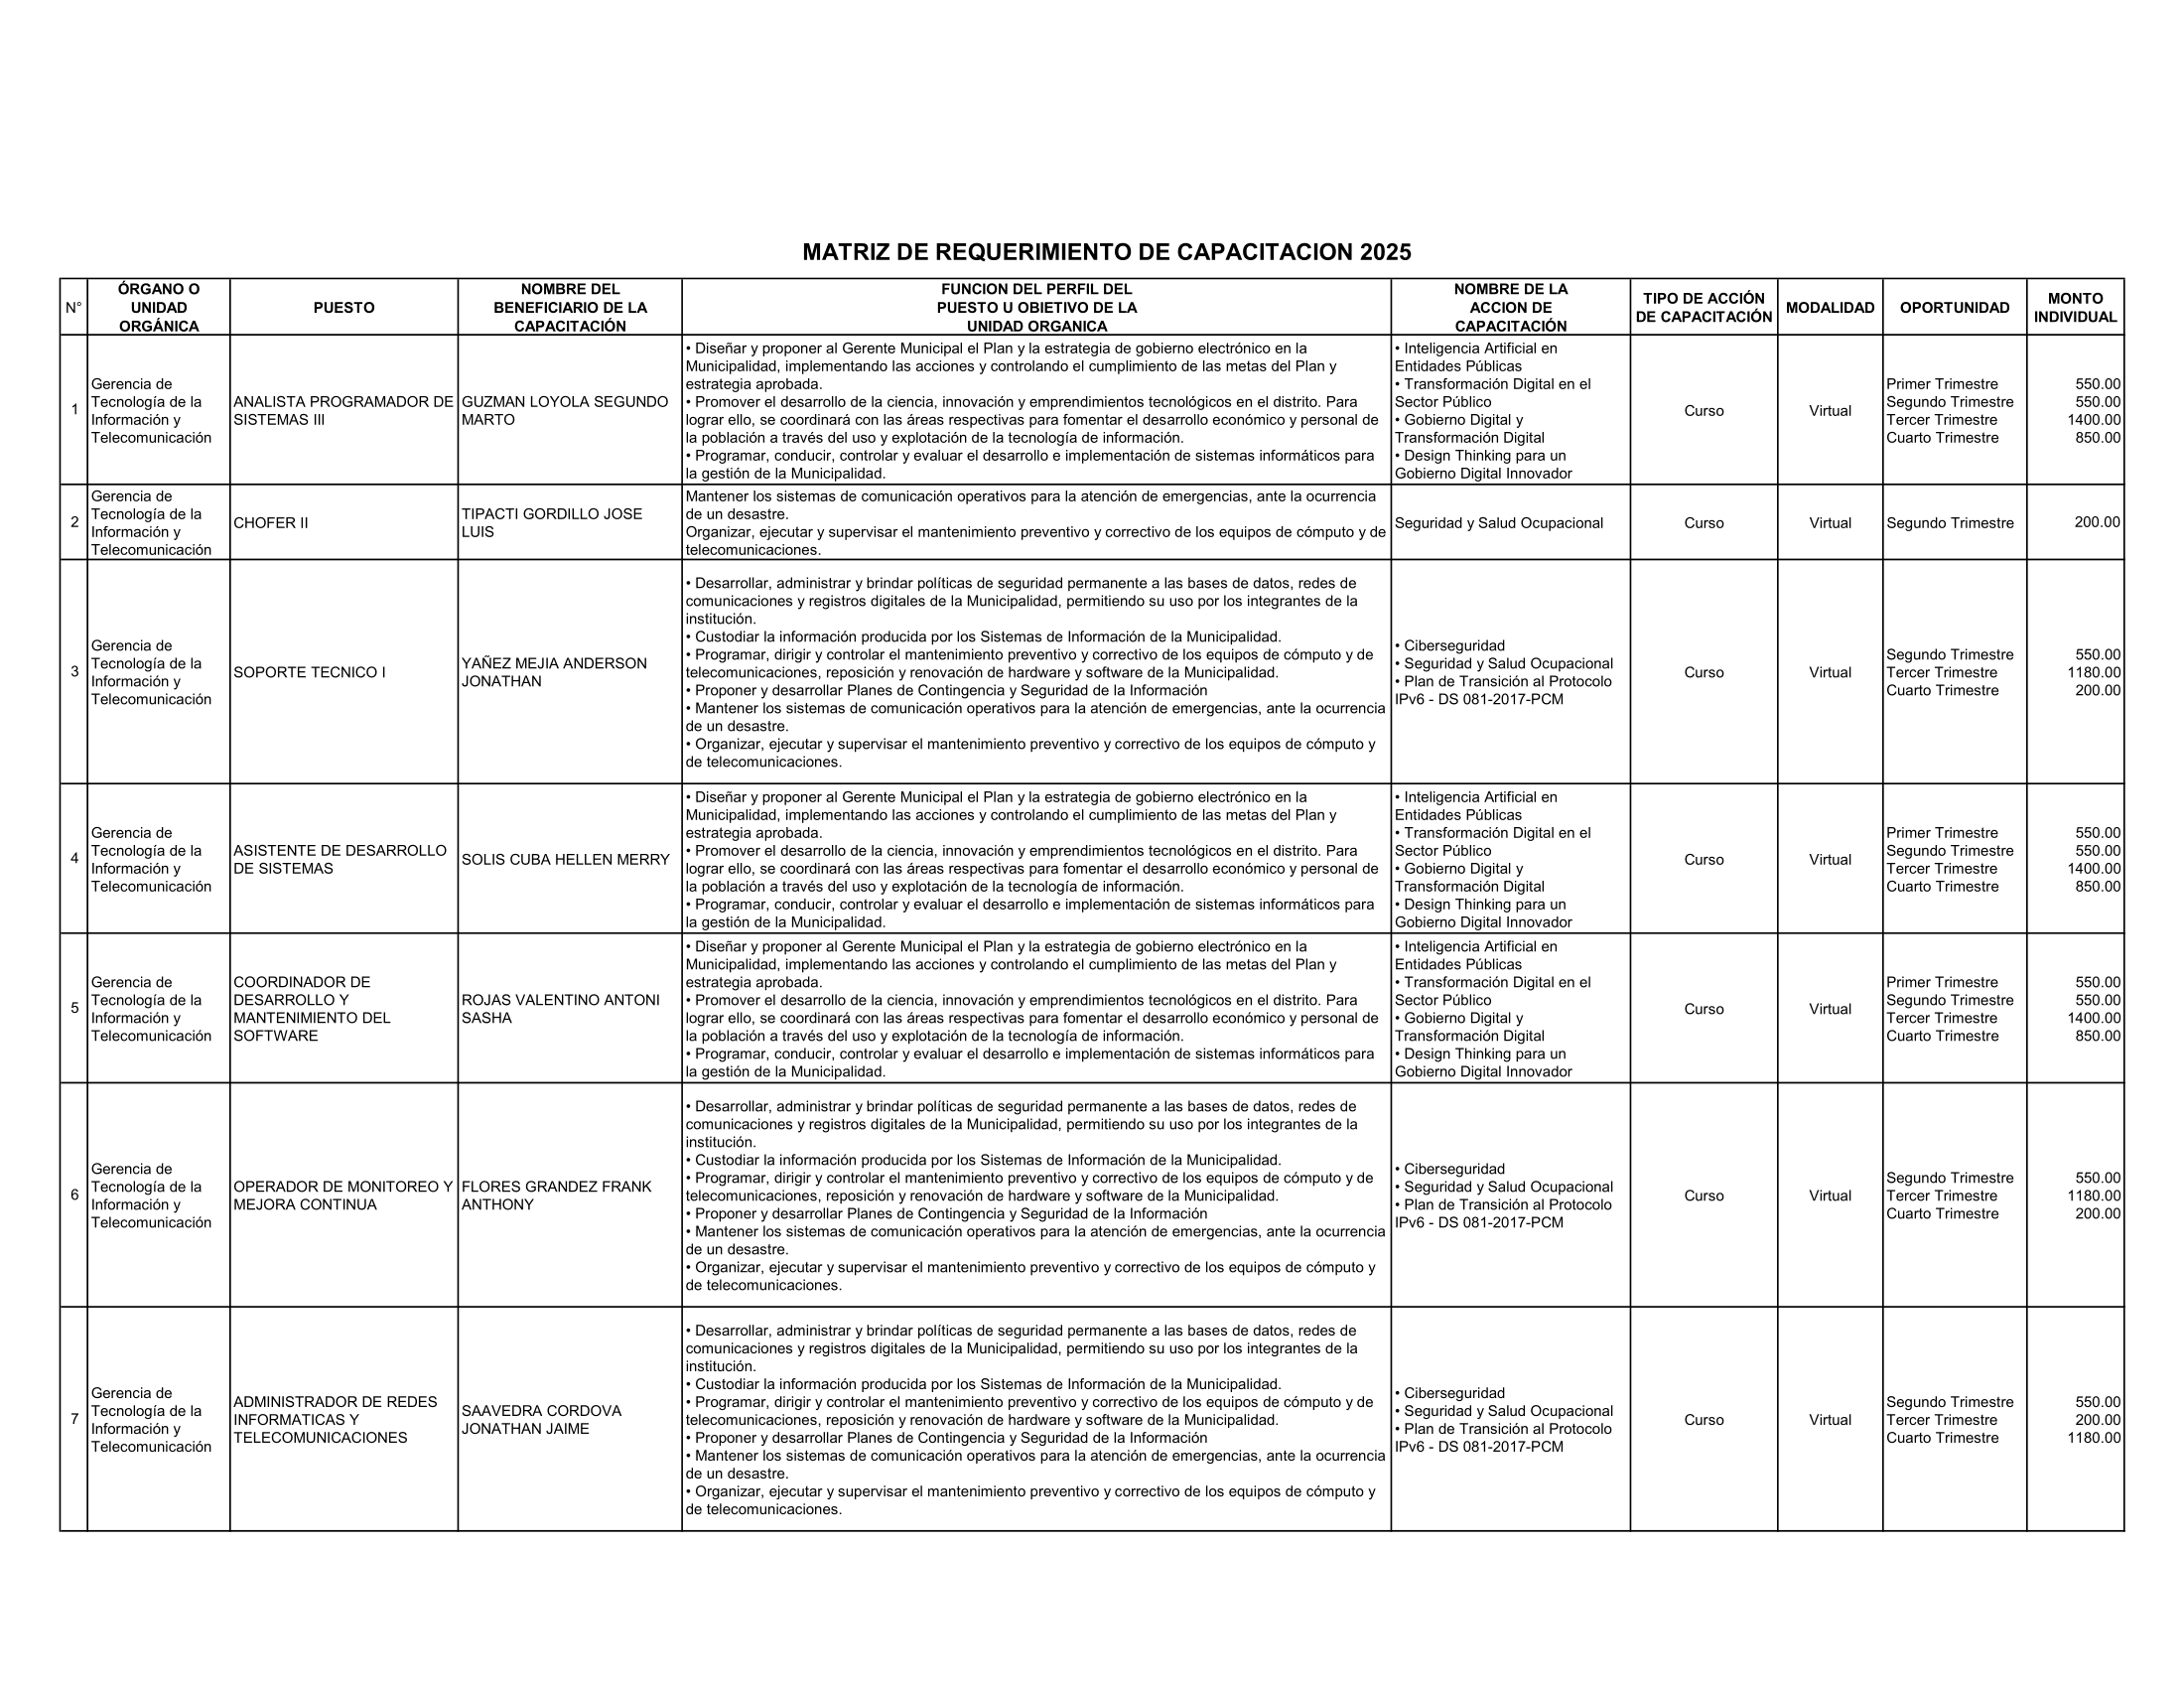 MATRIZ DE REQUERIMIENTO DE CAPACITACION 2025
N°
ÓRGANO O
UNIDAD
ORGÁNICA
PUESTO
NOMBRE DEL
BENEFICIARIO DE LA
CAPACITACIÓN
FUNCION DEL PERFIL DEL
PUESTO U OBIETIVO DE LA
UNIDAD ORGANICA
NOMBRE DE LA
ACCION DE
CAPACITACIÓN
TIPO DE ACCIÓN
DE CAPACITACIÓN
MODALIDAD
OPORTUNIDAD
MONTO
INDIVIDUAL
1
Gerencia de
Tecnología de la
Información y
Telecomunicación
ANALISTA PROGRAMADOR DE
SISTEMAS III
GUZMAN LOYOLA SEGUNDO
MARTO
• Diseñar y proponer al Gerente Municipal el Plan y la estrategia de gobierno electrónico en la
Municipalidad, implementando las acciones y controlando el cumplimiento de las metas del Plan y
estrategia aprobada.
• Promover el desarrollo de la ciencia, innovación y emprendimientos tecnológicos en el distrito. Para
lograr ello, se coordinará con las áreas respectivas para fomentar el desarrollo económico y personal de
la población a través del uso y explotación de la tecnología de información.
• Programar, conducir, controlar y evaluar el desarrollo e implementación de sistemas informáticos para
la gestión de la Municipalidad.
• Inteligencia Artificial en
Entidades Públicas
• Transformación Digital en el
Sector Público
• Gobierno Digital y
Transformación Digital
• Design Thinking para un
Gobierno Digital Innovador
Curso
Virtual
Primer Trimestre
Segundo Trimestre
Tercer Trimestre
Cuarto Trimestre
550.00
550.00
1400.00
850.00
2
Gerencia de
Tecnología de la
Información y
Telecomunicación
CHOFER II
TIPACTI GORDILLO JOSE
LUIS
Mantener los sistemas de comunicación operativos para la atención de emergencias, ante la ocurrencia
de un desastre.
Organizar, ejecutar y supervisar el mantenimiento preventivo y correctivo de los equipos de cómputo y de
telecomunicaciones.
Seguridad y Salud Ocupacional
Curso
Virtual
Segundo Trimestre
200.00
3
Gerencia de
Tecnología de la
Información y
Telecomunicación
SOPORTE TECNICO I
YAÑEZ MEJIA ANDERSON
JONATHAN
• Desarrollar, administrar y brindar políticas de seguridad permanente a las bases de datos, redes de
comunicaciones y registros digitales de la Municipalidad, permitiendo su uso por los integrantes de la
institución.
• Custodiar la información producida por los Sistemas de Información de la Municipalidad.
• Programar, dirigir y controlar el mantenimiento preventivo y correctivo de los equipos de cómputo y de
telecomunicaciones, reposición y renovación de hardware y software de la Municipalidad.
• Proponer y desarrollar Planes de Contingencia y Seguridad de la Información
• Mantener los sistemas de comunicación operativos para la atención de emergencias, ante la ocurrencia
de un desastre.
• Organizar, ejecutar y supervisar el mantenimiento preventivo y correctivo de los equipos de cómputo y
de telecomunicaciones.
• Ciberseguridad
• Seguridad y Salud Ocupacional
• Plan de Transición al Protocolo
IPv6 - DS 081-2017-PCM
Curso
Virtual
Segundo Trimestre
Tercer Trimestre
Cuarto Trimestre
550.00
1180.00
200.00
4
Gerencia de
Tecnología de la
Información y
Telecomunicación
ASISTENTE DE DESARROLLO
DE SISTEMAS
SOLIS CUBA HELLEN MERRY
• Diseñar y proponer al Gerente Municipal el Plan y la estrategia de gobierno electrónico en la
Municipalidad, implementando las acciones y controlando el cumplimiento de las metas del Plan y
estrategia aprobada.
• Promover el desarrollo de la ciencia, innovación y emprendimientos tecnológicos en el distrito. Para
lograr ello, se coordinará con las áreas respectivas para fomentar el desarrollo económico y personal de
la población a través del uso y explotación de la tecnología de información.
• Programar, conducir, controlar y evaluar el desarrollo e implementación de sistemas informáticos para
la gestión de la Municipalidad.
• Inteligencia Artificial en
Entidades Públicas
• Transformación Digital en el
Sector Público
• Gobierno Digital y
Transformación Digital
• Design Thinking para un
Gobierno Digital Innovador
Curso
Virtual
Primer Trimestre
Segundo Trimestre
Tercer Trimestre
Cuarto Trimestre
550.00
550.00
1400.00
850.00
5
Gerencia de
Tecnología de la
Información y
Telecomunicación
COORDINADOR DE
DESARROLLO Y
MANTENIMIENTO DEL
SOFTWARE
ROJAS VALENTINO ANTONI
SASHA
• Diseñar y proponer al Gerente Municipal el Plan y la estrategia de gobierno electrónico en la
Municipalidad, implementando las acciones y controlando el cumplimiento de las metas del Plan y
estrategia aprobada.
• Promover el desarrollo de la ciencia, innovación y emprendimientos tecnológicos en el distrito. Para
lograr ello, se coordinará con las áreas respectivas para fomentar el desarrollo económico y personal de
la población a través del uso y explotación de la tecnología de información.
• Programar, conducir, controlar y evaluar el desarrollo e implementación de sistemas informáticos para
la gestión de la Municipalidad.
• Inteligencia Artificial en
Entidades Públicas
• Transformación Digital en el
Sector Público
• Gobierno Digital y
Transformación Digital
• Design Thinking para un
Gobierno Digital Innovador
Curso
Virtual
Primer Trimestre
Segundo Trimestre
Tercer Trimestre
Cuarto Trimestre
550.00
550.00
1400.00
850.00
6
Gerencia de
Tecnología de la
Información y
Telecomunicación
OPERADOR DE MONITOREO Y
MEJORA CONTINUA
FLORES GRANDEZ FRANK
ANTHONY
• Desarrollar, administrar y brindar políticas de seguridad permanente a las bases de datos, redes de
comunicaciones y registros digitales de la Municipalidad, permitiendo su uso por los integrantes de la
institución.
• Custodiar la información producida por los Sistemas de Información de la Municipalidad.
• Programar, dirigir y controlar el mantenimiento preventivo y correctivo de los equipos de cómputo y de
telecomunicaciones, reposición y renovación de hardware y software de la Municipalidad.
• Proponer y desarrollar Planes de Contingencia y Seguridad de la Información
• Mantener los sistemas de comunicación operativos para la atención de emergencias, ante la ocurrencia
de un desastre.
• Organizar, ejecutar y supervisar el mantenimiento preventivo y correctivo de los equipos de cómputo y
de telecomunicaciones.
• Ciberseguridad
• Seguridad y Salud Ocupacional
• Plan de Transición al Protocolo
IPv6 - DS 081-2017-PCM
Curso
Virtual
Segundo Trimestre
Tercer Trimestre
Cuarto Trimestre
550.00
1180.00
200.00
7
Gerencia de
Tecnología de la
Información y
Telecomunicación
ADMINISTRADOR DE REDES
INFORMATICAS Y
TELECOMUNICACIONES
SAAVEDRA CORDOVA
JONATHAN JAIME
• Desarrollar, administrar y brindar políticas de seguridad permanente a las bases de datos, redes de
comunicaciones y registros digitales de la Municipalidad, permitiendo su uso por los integrantes de la
institución.
• Custodiar la información producida por los Sistemas de Información de la Municipalidad.
• Programar, dirigir y controlar el mantenimiento preventivo y correctivo de los equipos de cómputo y de
telecomunicaciones, reposición y renovación de hardware y software de la Municipalidad.
• Proponer y desarrollar Planes de Contingencia y Seguridad de la Información
• Mantener los sistemas de comunicación operativos para la atención de emergencias, ante la ocurrencia
de un desastre.
• Organizar, ejecutar y supervisar el mantenimiento preventivo y correctivo de los equipos de cómputo y
de telecomunicaciones.
• Ciberseguridad
• Seguridad y Salud Ocupacional
• Plan de Transición al Protocolo
IPv6 - DS 081-2017-PCM
Curso
Virtual
Segundo Trimestre
Tercer Trimestre
Cuarto Trimestre
550.00
200.00
1180.00